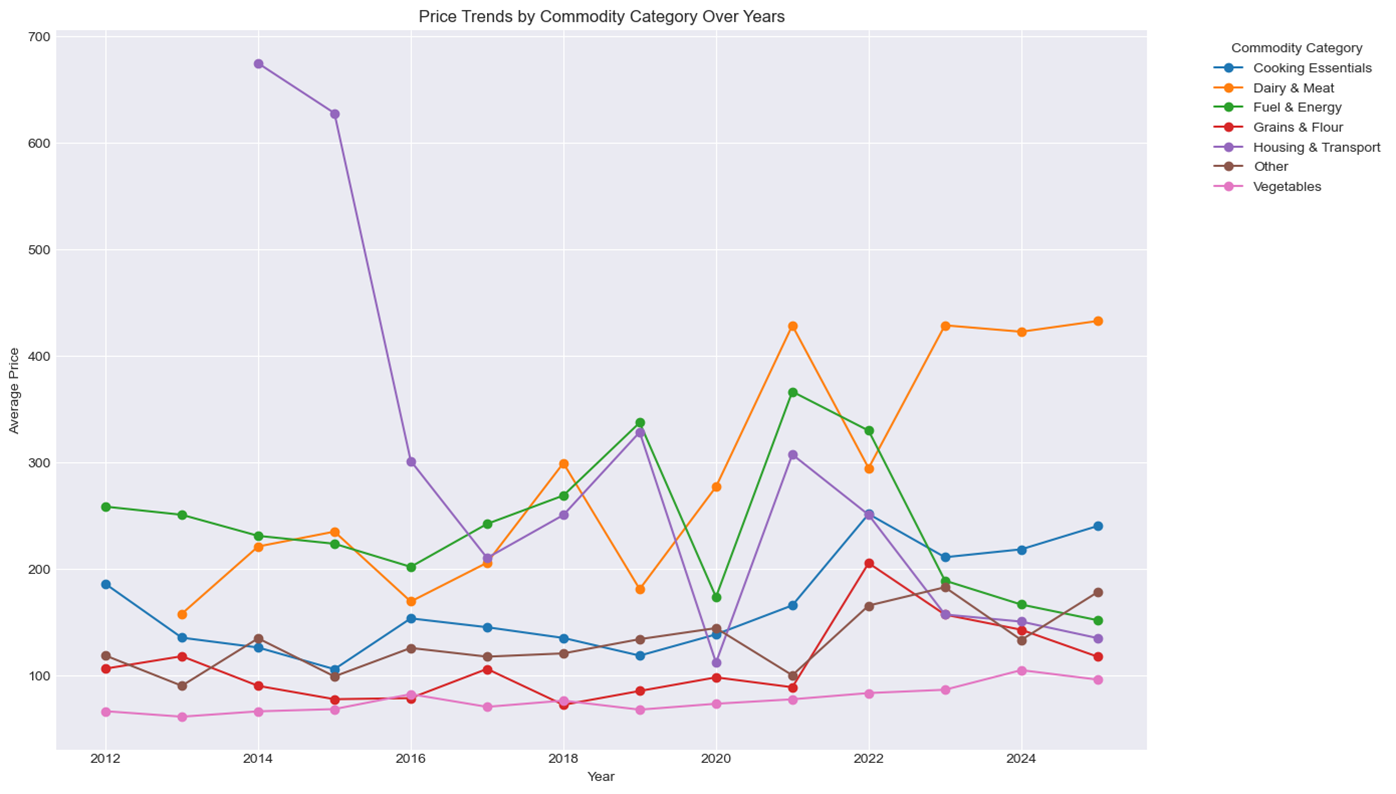 Price Trends by Commodity Category Over Years
700
600
500
400
300
200
100
Average Price
2012
2014
2016
2018
2020
2022
2024
Year
Commodity Category
Cooking Essentials
Dairy & Meat
Fuel & Energy
Grains & Flour
Housing & Transport
Other
Vegetables